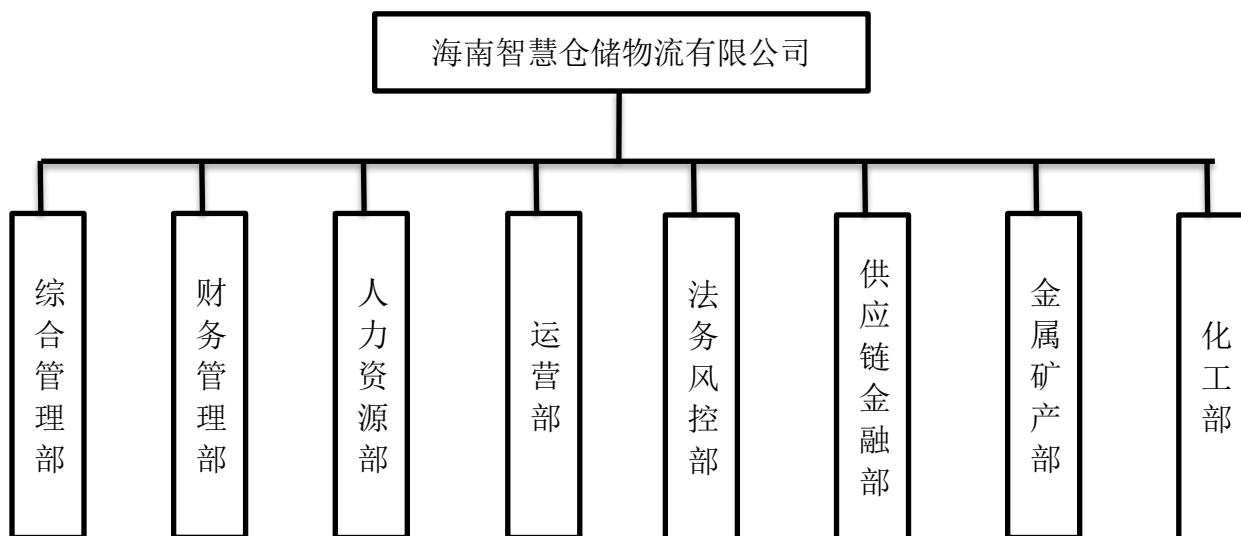 海南智慧仓储物流有限公司
综合管理部
财务管理部
人力资源部
运营部
法务风控部
供应链金融部
金属矿产部
化工部